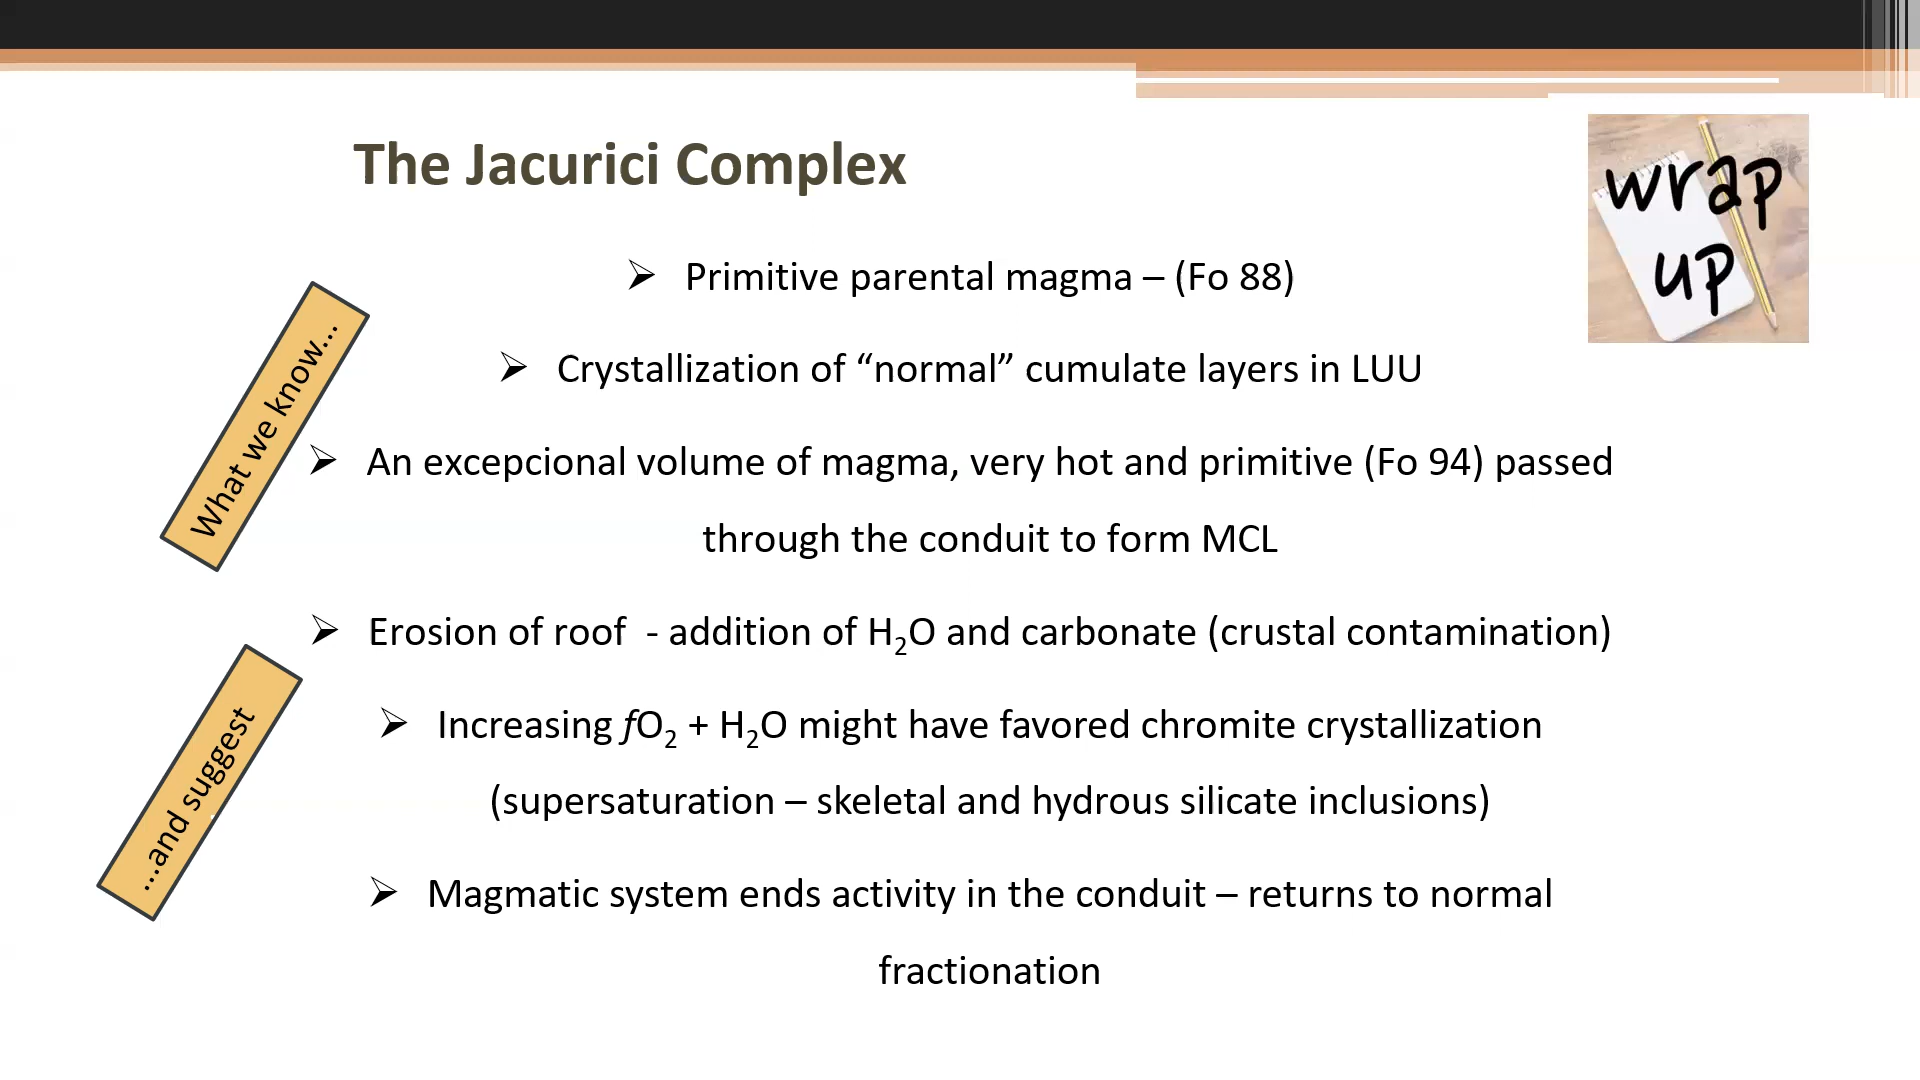 The Jacurici Complex
wrap
up
➢ Primitive parental magma – (Fo 88)
➢ Crystallization of “normal” cumulate layers in LUU
What we know...
➢ An excepcional volume of magma, very hot and primitive (Fo 94) passed
through the conduit to form MCL
➢ Erosion of roof - addition of H₂O and carbonate (crustal contamination)
...and suggest
➢ Increasing fO₂ + H₂O might have favored chromite crystallization
(supersaturation – skeletal and hydrous silicate inclusions)
➢ Magmatic system ends activity in the conduit – returns to normal
fractionation